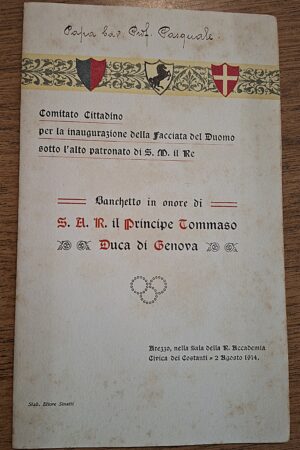 Papa Cav. Prof. Pasquale.
Comitato Cittadino
per la inaugurazione della Facciata del Duomo
sotto l'alto patronato di S. M. il Re
Banchetto in onore di
S. A. R. il Principe Tommaso
Duca di Genova
Arezzo, nella Sala della R. Accademia
Civica dei Costanti - 2 Agosto 1914.
Stab. Ettore Sinatti